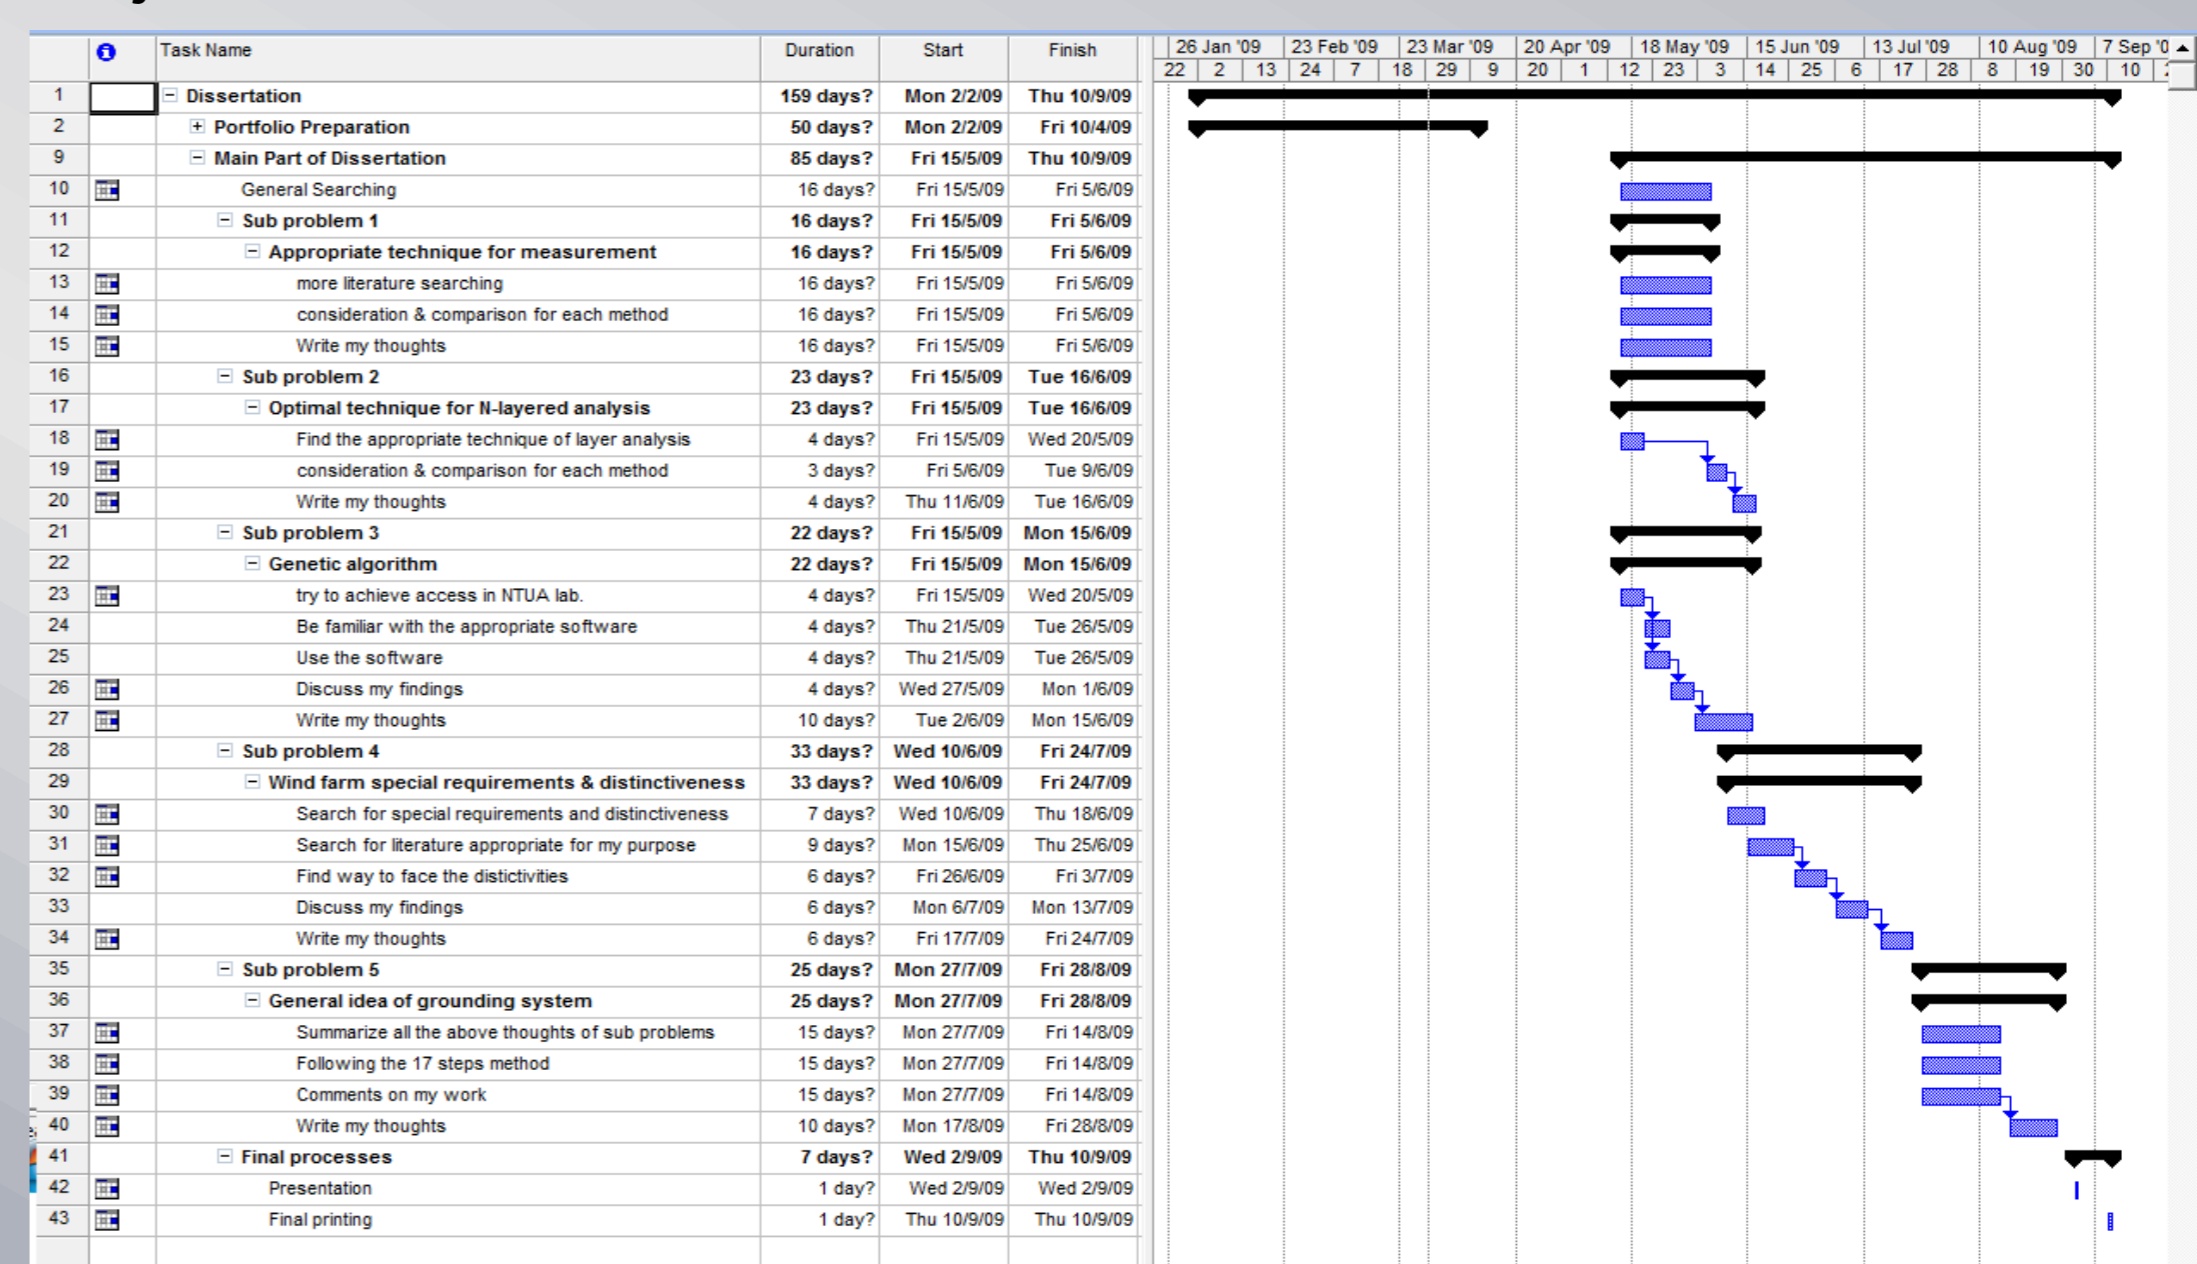 Task Name Duration Start Finish 26 Jan '09 23 Feb '09 23 Mar '09 20 Apr '09 18 May '09 15 Jun '09 13 Jul '09 10 Aug '09 7 Sep '0
22 2 13 24 7 18 29 9 20 1 12 23 3 14 25 6 17 28 8 19 30 10
1 Dissertation 159 days? Mon 2/2/09 Thu 10/9/09
2 Portfolio Preparation 50 days? Mon 2/2/09 Fri 10/4/09
9 Main Part of Dissertation 85 days? Fri 15/5/09 Thu 10/9/09
10 General Searching 16 days? Fri 15/5/09 Fri 5/6/09
11 Sub problem 1 16 days? Fri 15/5/09 Fri 5/6/09
12 Appropriate technique for measurement 16 days? Fri 15/5/09 Fri 5/6/09
13 more literature searching 16 days? Fri 15/5/09 Fri 5/6/09
14 consideration & comparison for each method 16 days? Fri 15/5/09 Fri 5/6/09
15 Write my thoughts 16 days? Fri 15/5/09 Fri 5/6/09
16 Sub problem 2 23 days? Fri 15/5/09 Tue 16/6/09
17 Optimal technique for N-layered analysis 23 days? Fri 15/5/09 Tue 16/6/09
18 Find the appropriate technique of layer analysis 4 days? Fri 15/5/09 Wed 20/5/09
19 consideration & comparison for each method 3 days? Fri 5/6/09 Tue 9/6/09
20 Write my thoughts 4 days? Thu 11/6/09 Tue 16/6/09
21 Sub problem 3 22 days? Fri 15/5/09 Mon 15/6/09
22 Genetic algorithm 22 days? Fri 15/5/09 Mon 15/6/09
23 try to achieve access in NTUA lab. 4 days? Fri 15/5/09 Wed 20/5/09
24 Be familiar with the appropriate software 4 days? Thu 21/5/09 Tue 26/5/09
25 Use the software 4 days? Thu 21/5/09 Tue 26/5/09
26 Discuss my findings 4 days? Wed 27/5/09 Mon 1/6/09
27 Write my thoughts 10 days? Tue 2/6/09 Mon 15/6/09
28 Sub problem 4 33 days? Wed 10/6/09 Fri 24/7/09
29 Wind farm special requirements & distinctiveness 33 days? Wed 10/6/09 Fri 24/7/09
30 Search for special requirements and distinctiveness 7 days? Wed 10/6/09 Thu 18/6/09
31 Search for literature appropriate for my purpose 9 days? Mon 15/6/09 Thu 25/6/09
32 Find way to face the distictivities 6 days? Fri 26/6/09 Fri 3/7/09
33 Discuss my findings 6 days? Mon 6/7/09 Mon 13/7/09
34 Write my thoughts 6 days? Fri 17/7/09 Fri 24/7/09
35 Sub problem 5 25 days? Mon 27/7/09 Fri 28/8/09
36 General idea of grounding system 25 days? Mon 27/7/09 Fri 28/8/09
37 Summarize all the above thoughts of sub problems 15 days? Mon 27/7/09 Fri 14/8/09
38 Following the 17 steps method 15 days? Mon 27/7/09 Fri 14/8/09
39 Comments on my work 15 days? Mon 27/7/09 Fri 14/8/09
40 Write my thoughts 10 days? Mon 17/8/09 Fri 28/8/09
41 Final processes 7 days? Wed 2/9/09 Thu 10/9/09
42 Presentation 1 day? Wed 2/9/09 Wed 2/9/09
43 Final printing 1 day? Thu 10/9/09 Thu 10/9/09